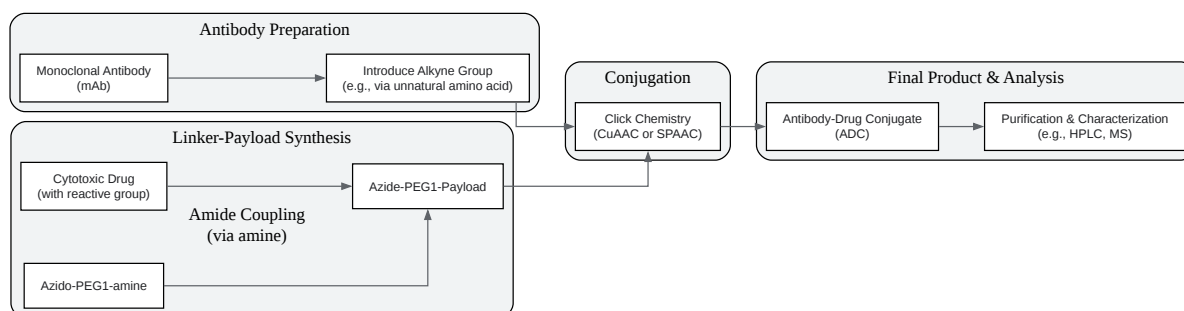 Antibody Preparation
Monoclonal Antibody
(mAb)
Introduce Alkyne Group
(e.g., via unnatural amino acid)
Linker-Payload Synthesis
Cytotoxic Drug
(with reactive group)
Azide-PEG1-Payload
Amide Coupling
(via amine)
Azido-PEG1-amine
Conjugation
Click Chemistry
(CuAAC or SPAAC)
Final Product & Analysis
Antibody-Drug Conjugate
(ADC)
Purification & Characterization
(e.g., HPLC, MS)